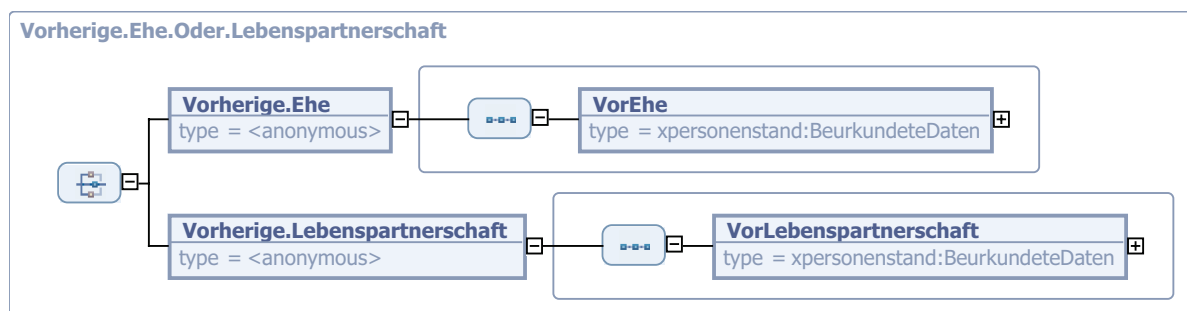 Vorherige.Ehe.Oder.Lebenspartnerschaft
Vorherige.Ehe
type = <anonymous>
VorEhe
type = xpersonenstand:BeurkundeteDaten
Vorherige.Lebenspartnerschaft
type = <anonymous>
VorLebenspartnerschaft
type = xpersonenstand:BeurkundeteDaten